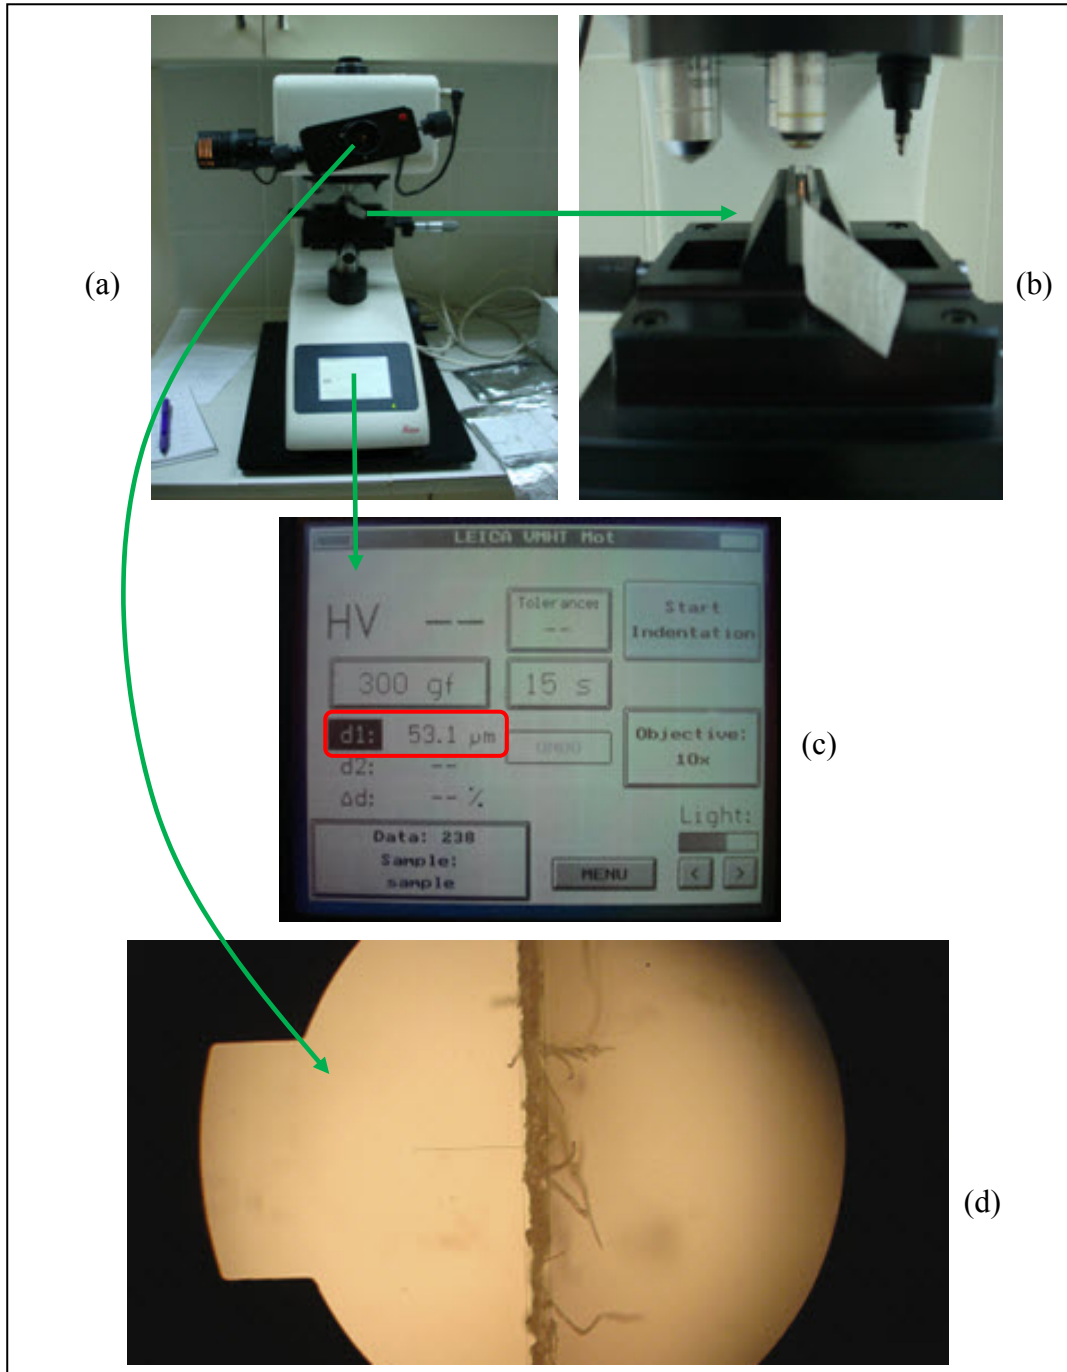 (a)
(b)
LEICA VMHT Mot
HV --
Tolerances
--
Start
Indentation
300 gf
15 s
d1: 53.1 µm
d2: --
Δd: -- %
Objective:
10x
Light:
Data: 238
Sample:
sample
MENU
< >
(c)
(d)